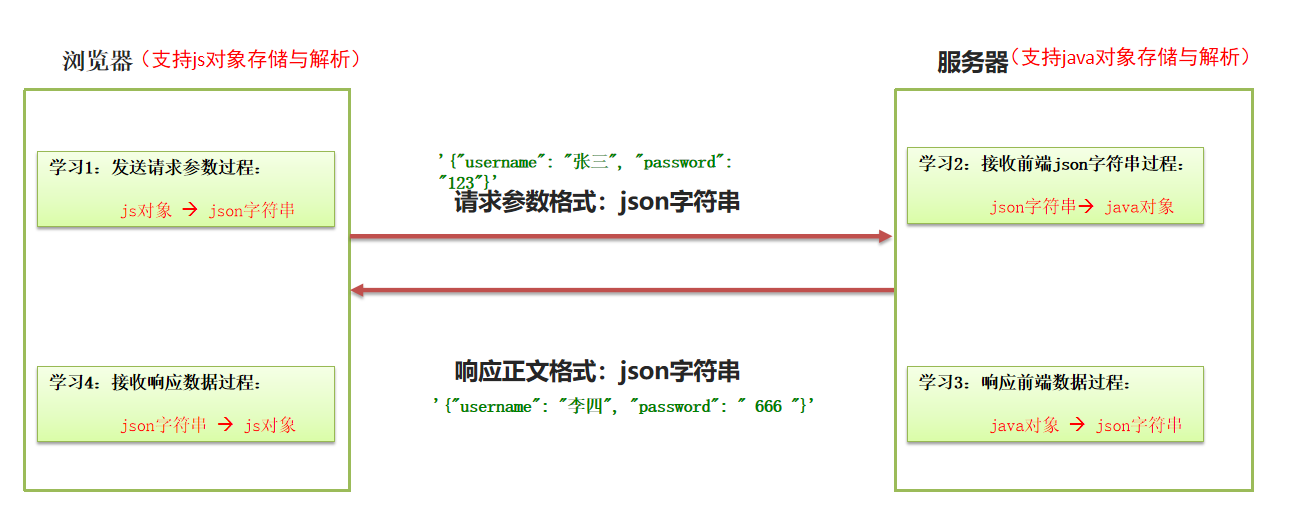 浏览器（支持js对象存储与解析）
服务器（支持java对象存储与解析）
学习1：发送请求参数过程：
js对象 → json字符串
'{"username": "张三", "password":
"123"}'
请求参数格式：json字符串
学习2：接收前端json字符串过程：
json字符串→ java对象
学习4：接收响应数据过程：
json字符串 → js对象
响应正文格式：json字符串
'{"username": "李四", "password": " 666 "}'
学习3：响应前端数据过程：
java对象 → json字符串